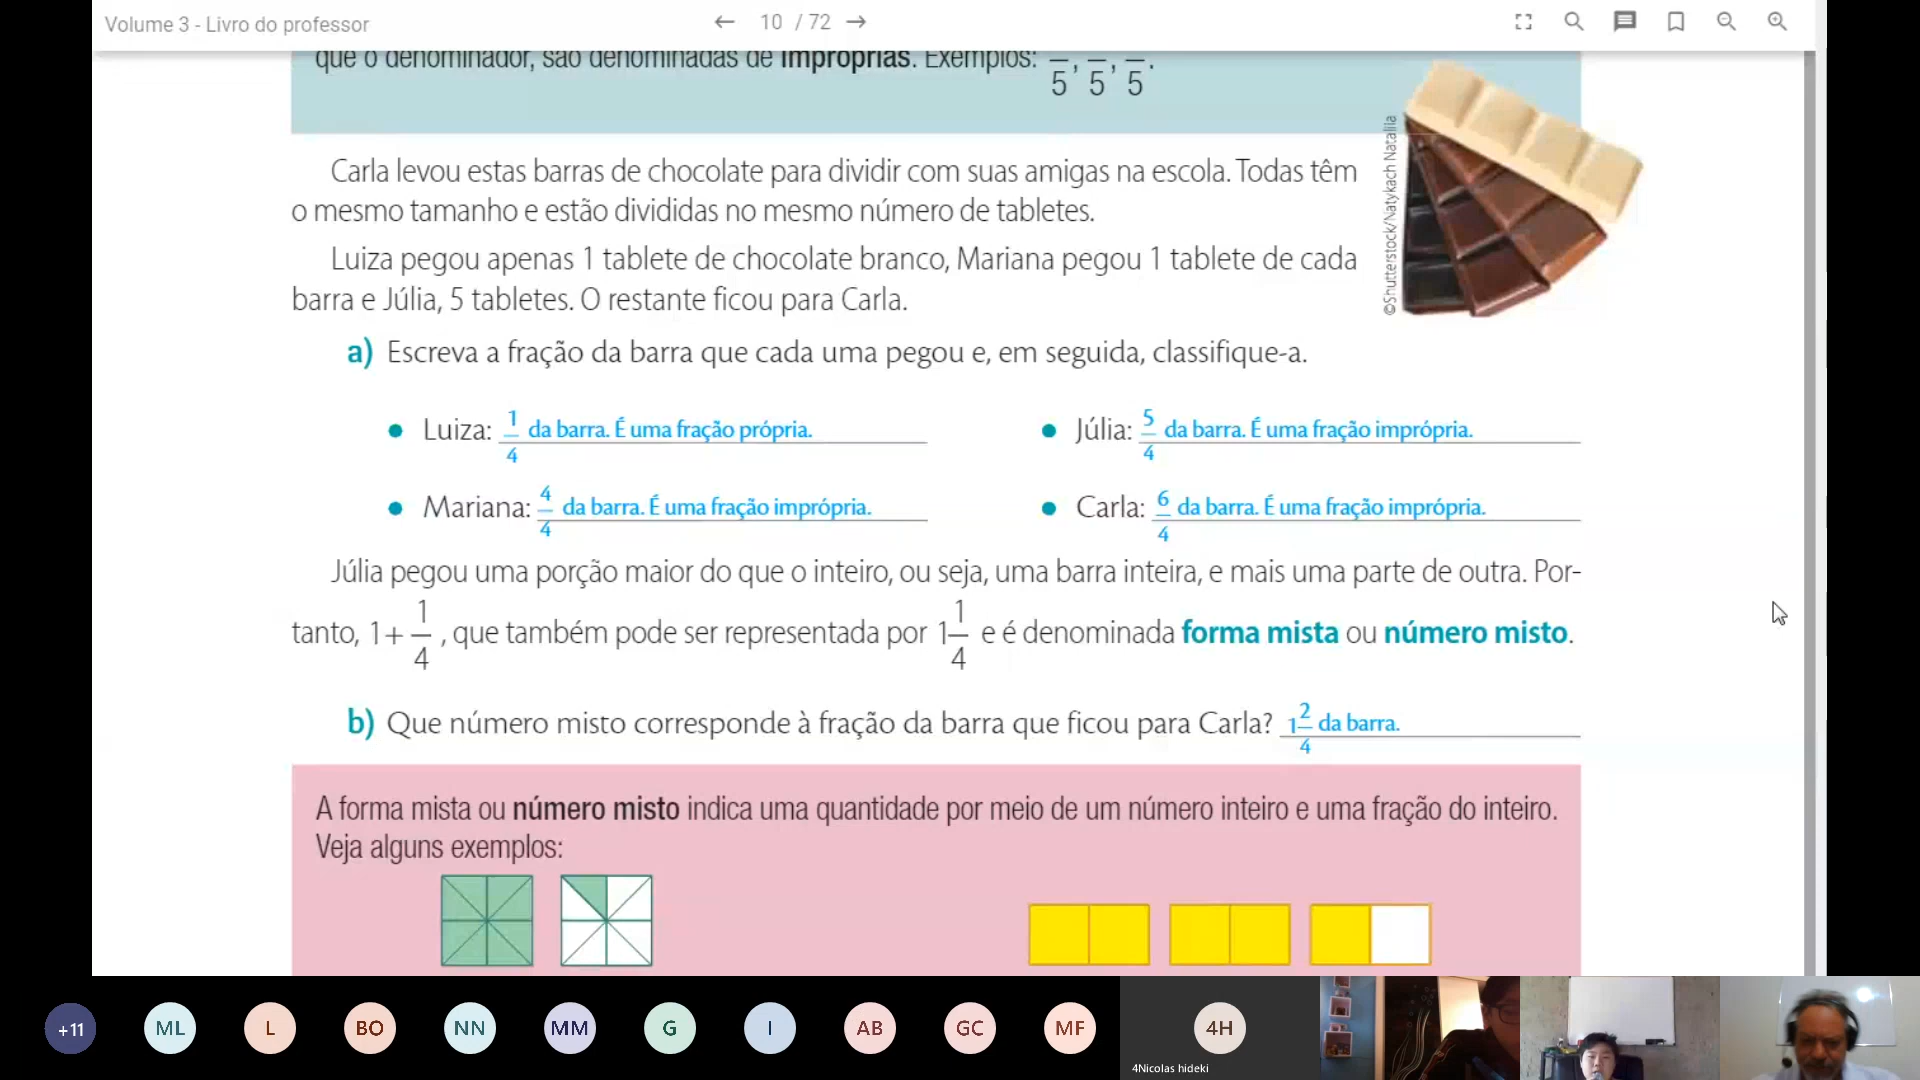 Volume 3 - Livro do professor
10 / 72
que o denominador, são denominadas de impróprias. Exemplos: 5, 5, 5.
©Shutterstock/Natykach Nataliia
Carla levou estas barras de chocolate para dividir com suas amigas na escola. Todas têm
o mesmo tamanho e estão divididas no mesmo número de tabletes.
Luiza pegou apenas 1 tablete de chocolate branco, Mariana pegou 1 tablete de cada
barra e Júlia, 5 tabletes. O restante ficou para Carla.
a) Escreva a fração da barra que cada uma pegou e, em seguida, classifique-a.
• Luiza: 1/4 da barra. É uma fração própria.
• Júlia: 5/4 da barra. É uma fração imprópria.
• Mariana: 4/4 da barra. É uma fração imprópria.
• Carla: 6/4 da barra. É uma fração imprópria.
Júlia pegou uma porção maior do que o inteiro, ou seja, uma barra inteira, e mais uma parte de outra. Por-
tanto, 1+ 1/4, que também pode ser representada por 1 1/4 e é denominada forma mista ou número misto.
b) Que número misto corresponde à fração da barra que ficou para Carla? 1 2/4 da barra.
A forma mista ou número misto indica uma quantidade por meio de um número inteiro e uma fração do inteiro.
Veja alguns exemplos:
+11 ML L BO NN MM G I AB GC MF 4H
4Nicolas hideki